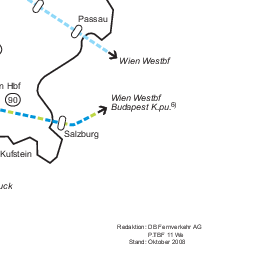 Passau
Wien Westbf
n Hbf
90
Wien Westbf
Budapest K.pu.6)
Salzburg
Kufstein
uck
Redaktion: DB Fernverkehr AG
P.TBF 11 Wa
Stand: Oktober 2008